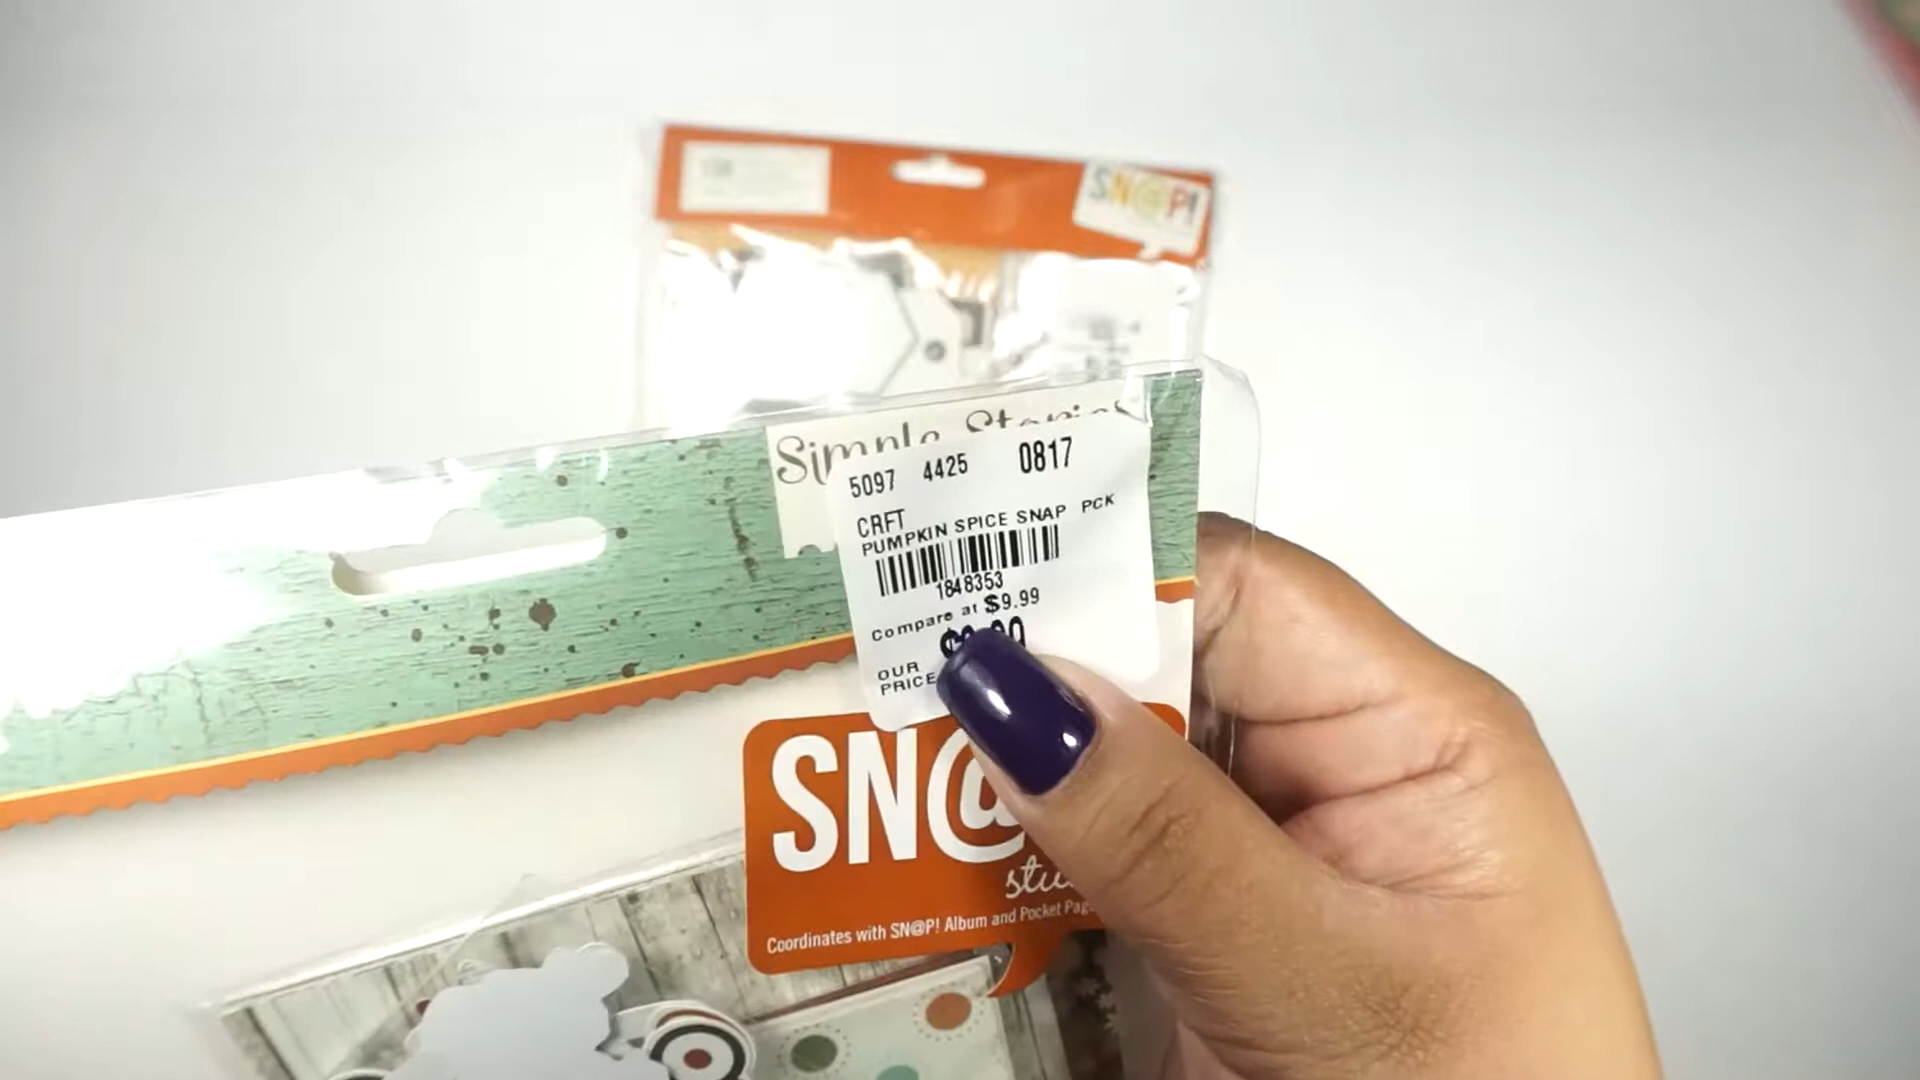 SN@P!
Simple Stories
5097 4425 0817
CRFT
PUMPKIN SPICE SNAP PCK
1848353
Compare at $9.99
OUR
PRICE
SN@
Coordinates with SN@P! Album and Pocket